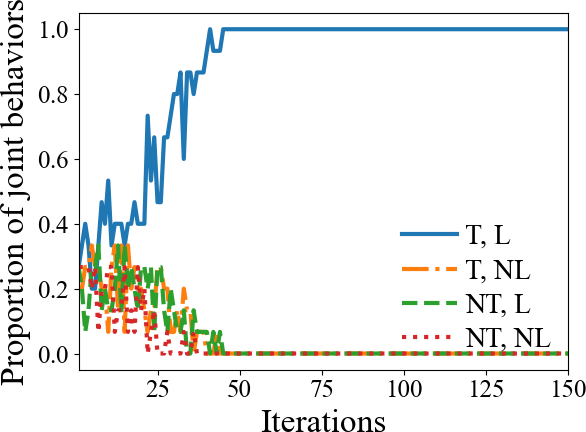 Proportion of joint behaviors
1.0
0.8
0.6
0.4
0.2
0.0
T, L
T, NL
NT, L
NT, NL
25 50 75 100 125 150
Iterations